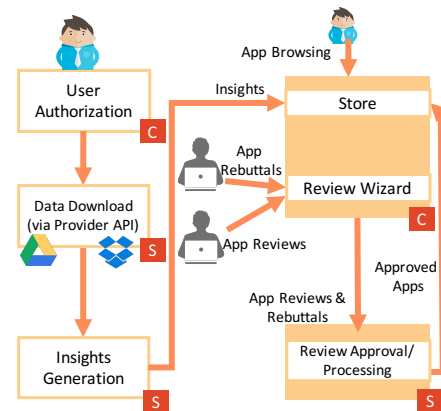 User
Authorization
C
Data Download
(via Provider API)
S
Insights
Generation
S
App Browsing
Insights
Store
App
Rebuttals
Review Wizard
C
App Reviews
Approved
Apps
App Reviews &
Rebuttals
Review Approval/
Processing
S